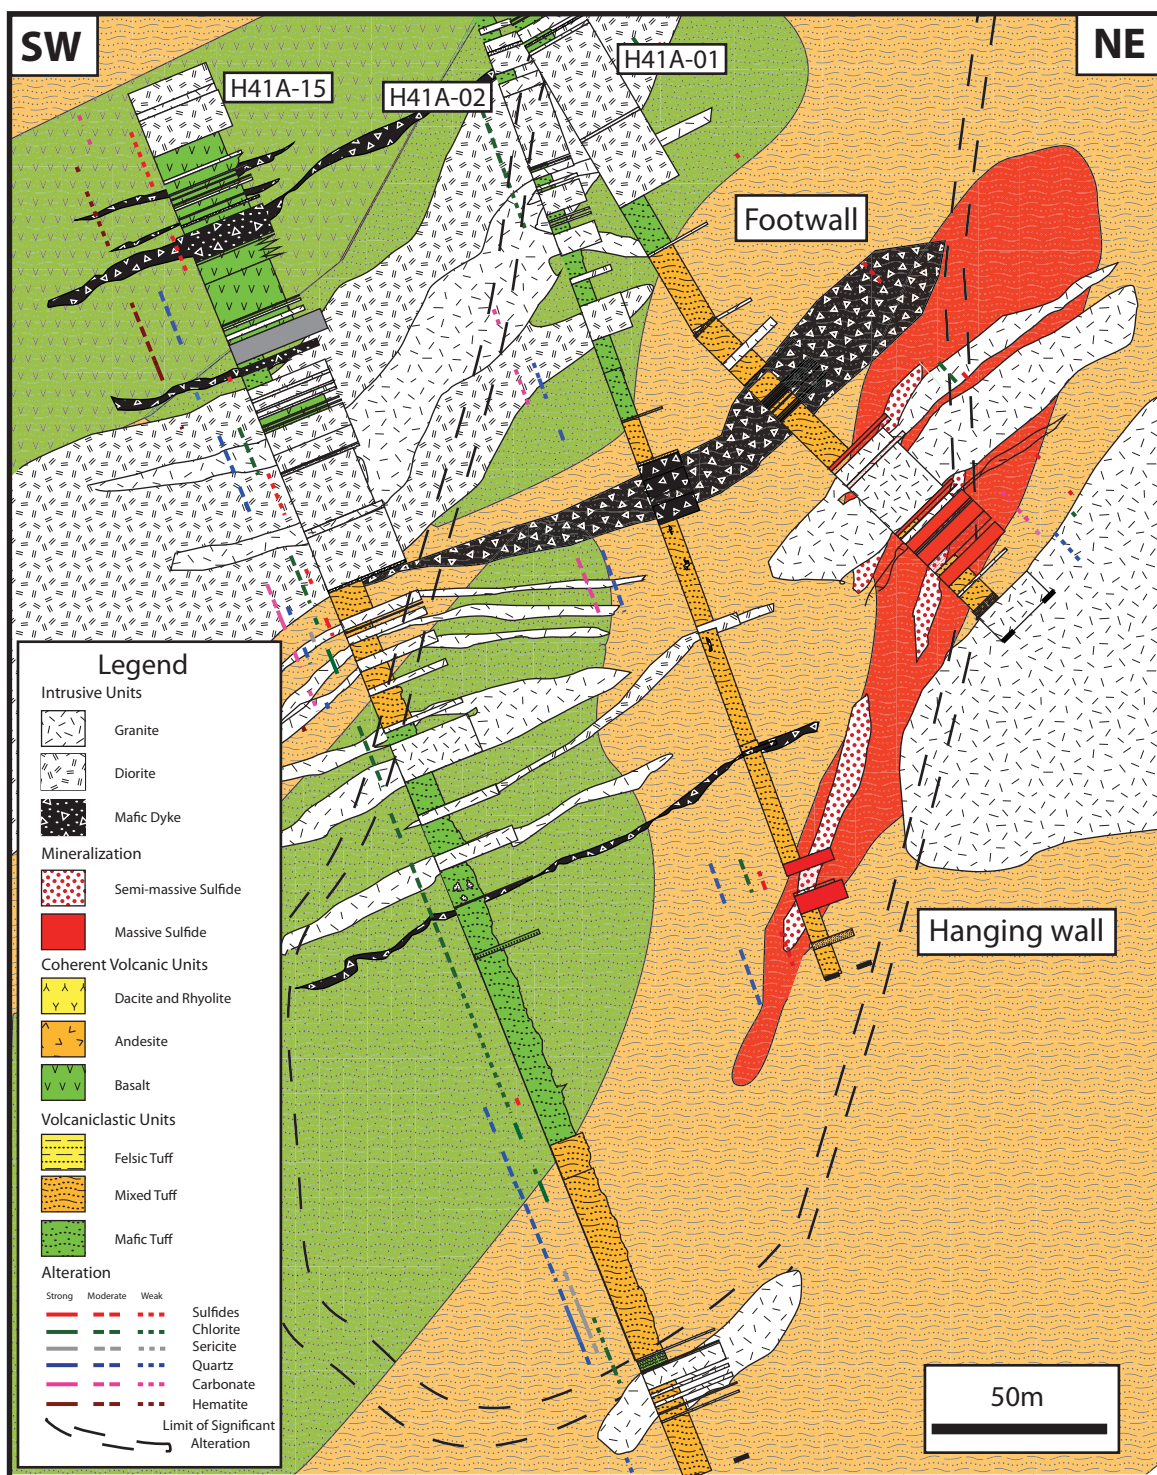 SW
NE
H41A-15
H41A-02
H41A-01
Footwall
Hanging wall
Legend
Intrusive Units
Granite
Diorite
Mafic Dyke
Mineralization
Semi-massive Sulfide
Massive Sulfide
Coherent Volcanic Units
Dacite and Rhyolite
Andesite
Basalt
Volcaniclastic Units
Felsic Tuff
Mixed Tuff
Mafic Tuff
Alteration
Strong Moderate Weak
Sulfides
Chlorite
Sericite
Quartz
Carbonate
Hematite
Limit of Significant
Alteration
50m